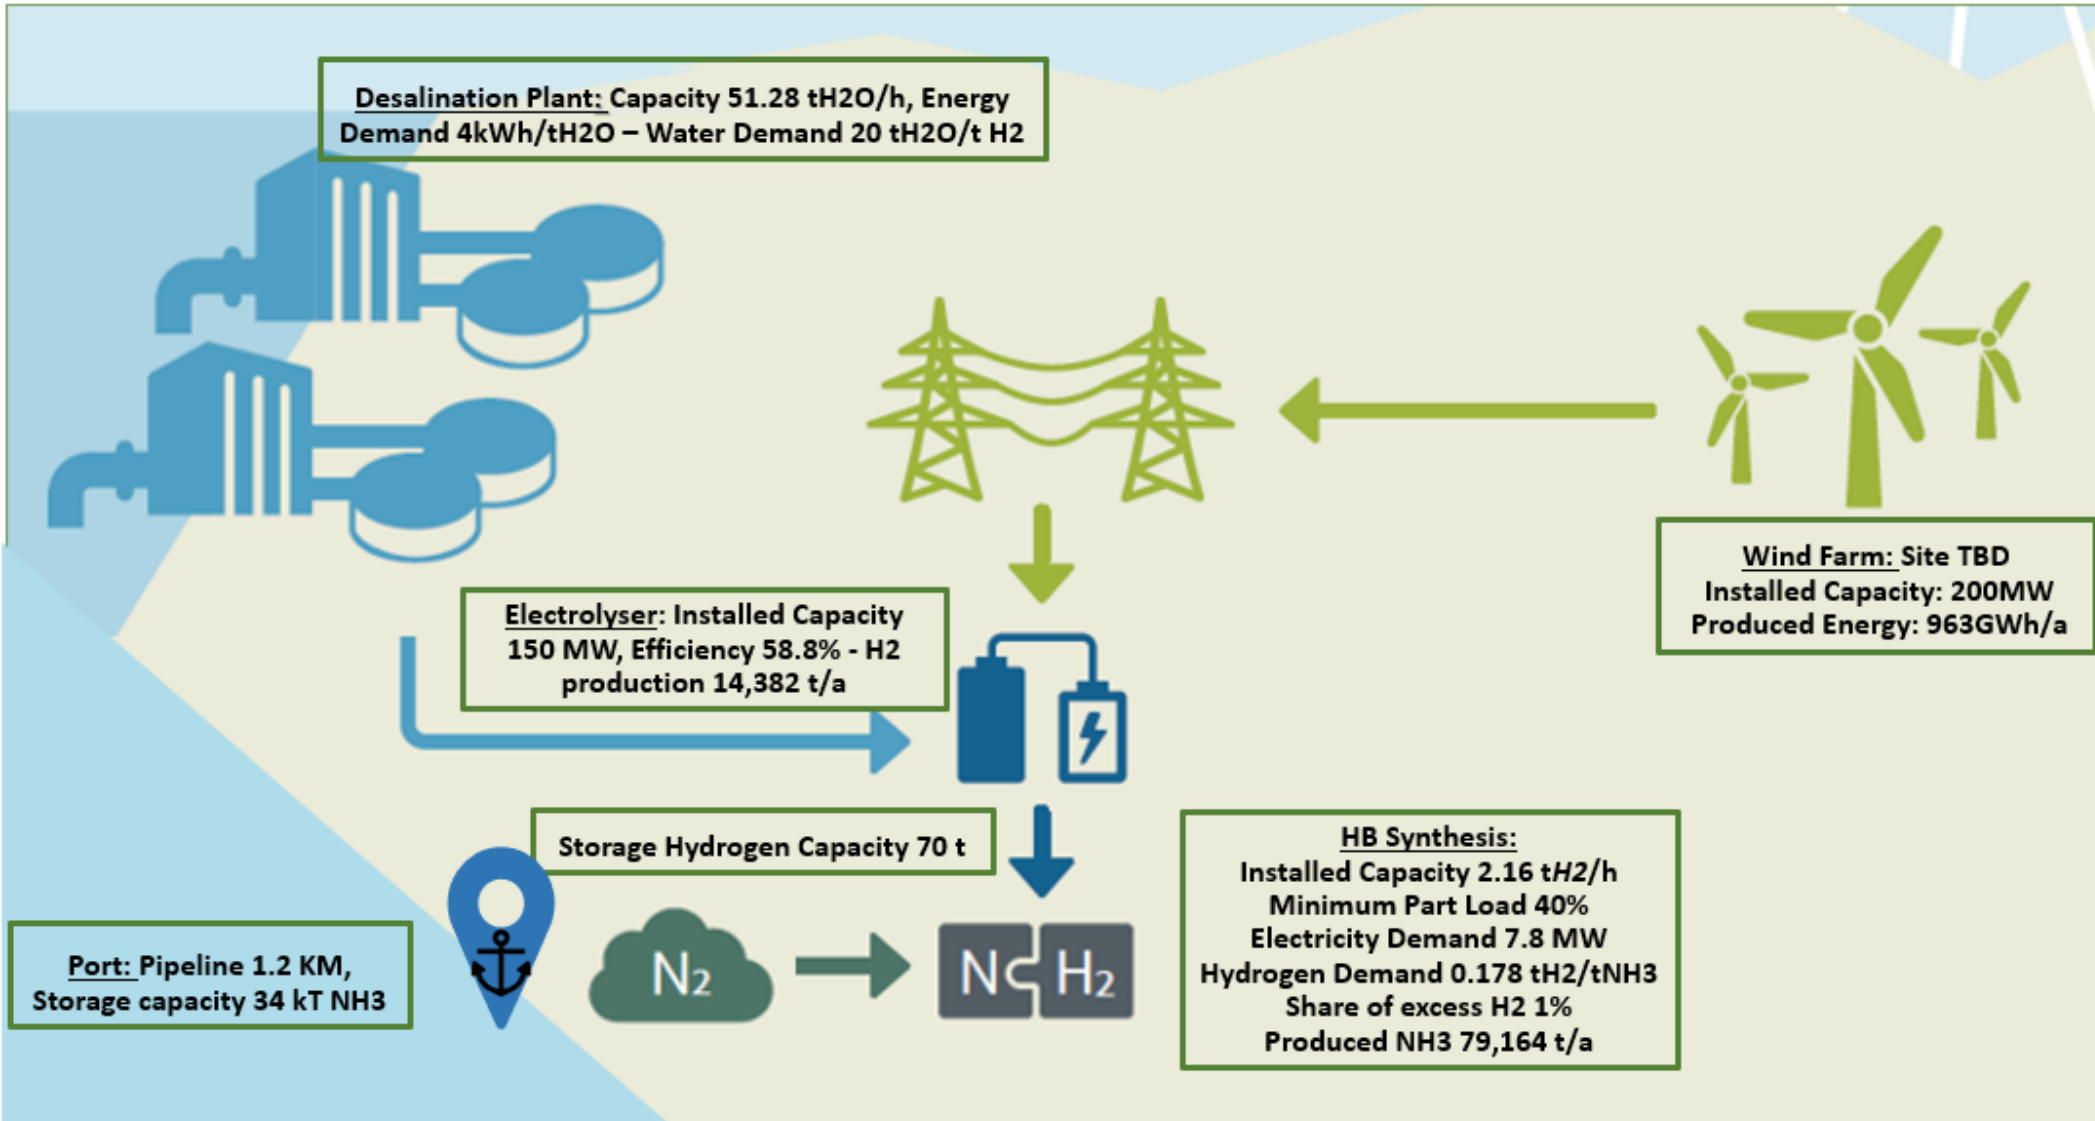 Desalination Plant: Capacity 51.28 tH2O/h, Energy
Demand 4kWh/tH2O – Water Demand 20 tH2O/t H2
Wind Farm: Site TBD
Installed Capacity: 200MW
Produced Energy: 963GWh/a
Electrolyser: Installed Capacity
150 MW, Efficiency 58.8% - H2
production 14,382 t/a
Storage Hydrogen Capacity 70 t
HB Synthesis:
Installed Capacity 2.16 tH2/h
Minimum Part Load 40%
Electricity Demand 7.8 MW
Hydrogen Demand 0.178 tH2/tNH3
Share of excess H2 1%
Produced NH3 79,164 t/a
Port: Pipeline 1.2 KM,
Storage capacity 34 kT NH3
N₂
N H₂